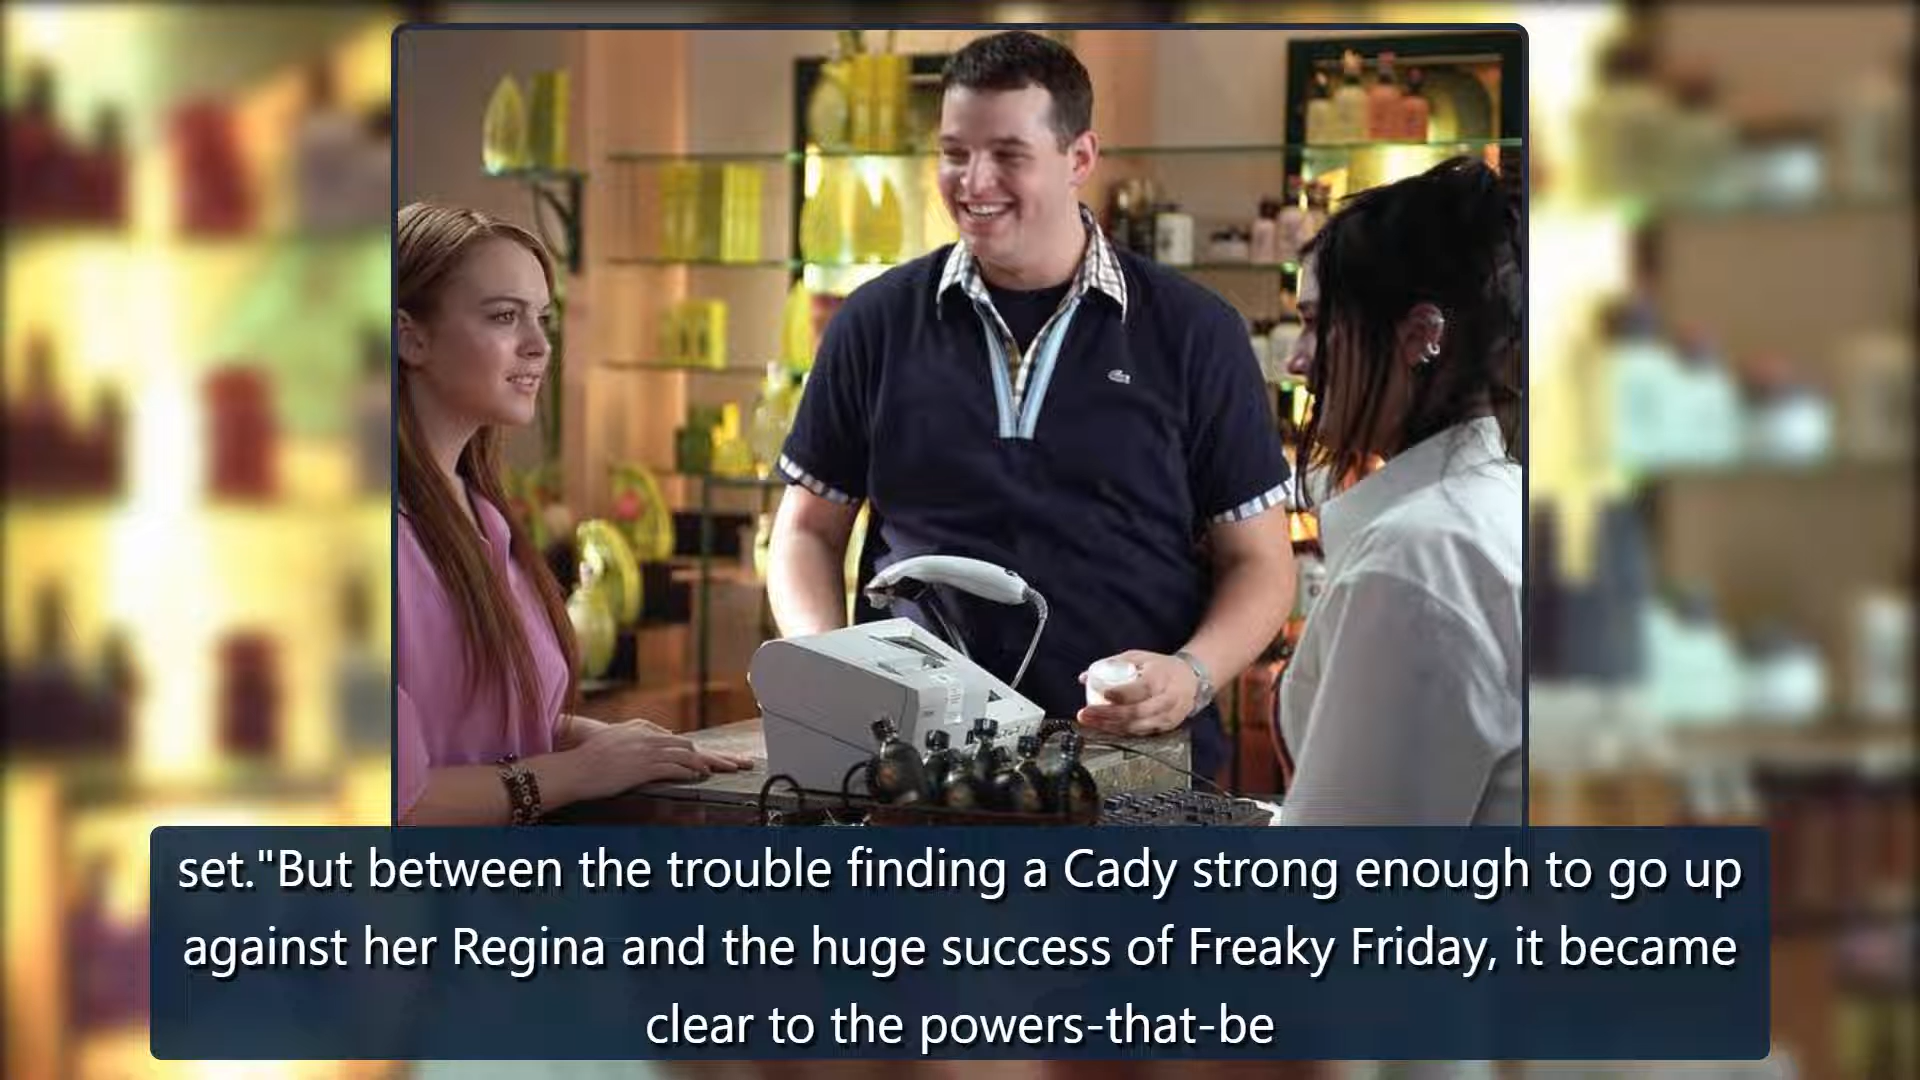 set."But between the trouble finding a Cady strong enough to go up
against her Regina and the huge success of Freaky Friday, it became
clear to the powers-that-be